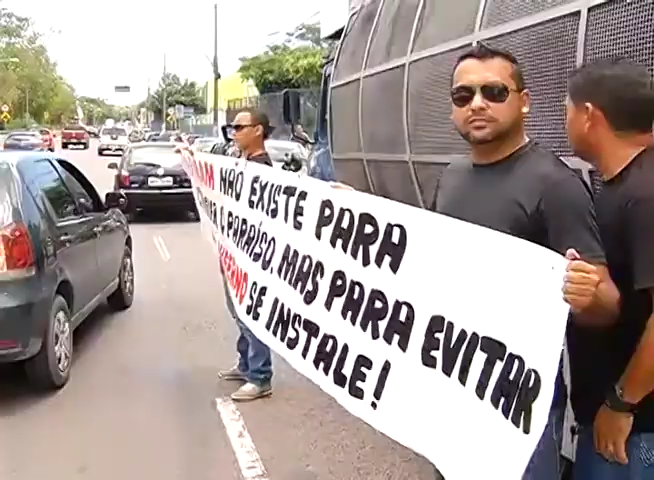 NÃO EXISTE PARA
O PARAÍSO, MAS PARA EVITAR
SE INSTALE!